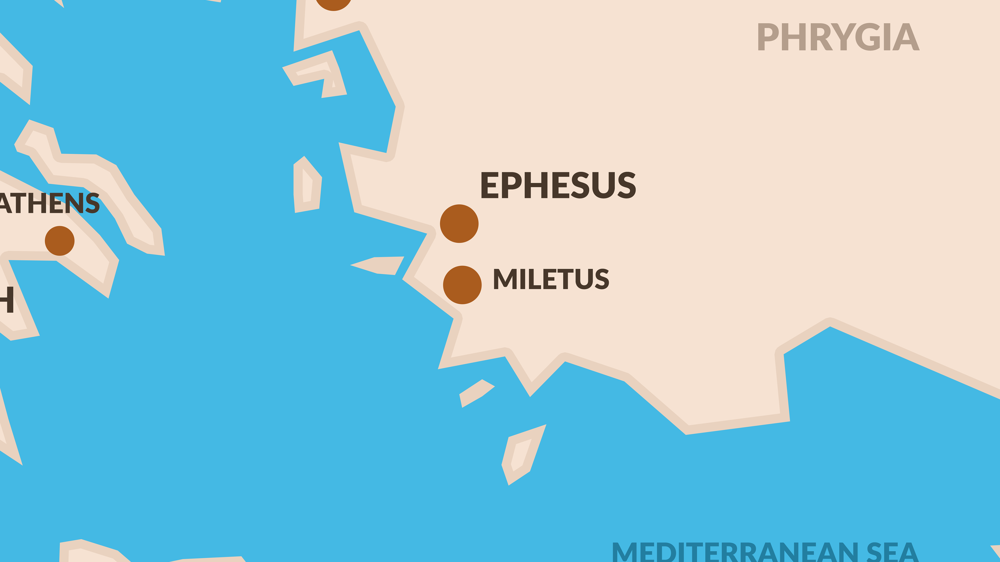 PHRYGIA
EPHESUS
ATHENS
MILETUS
H
MEDITERRANEAN SEA